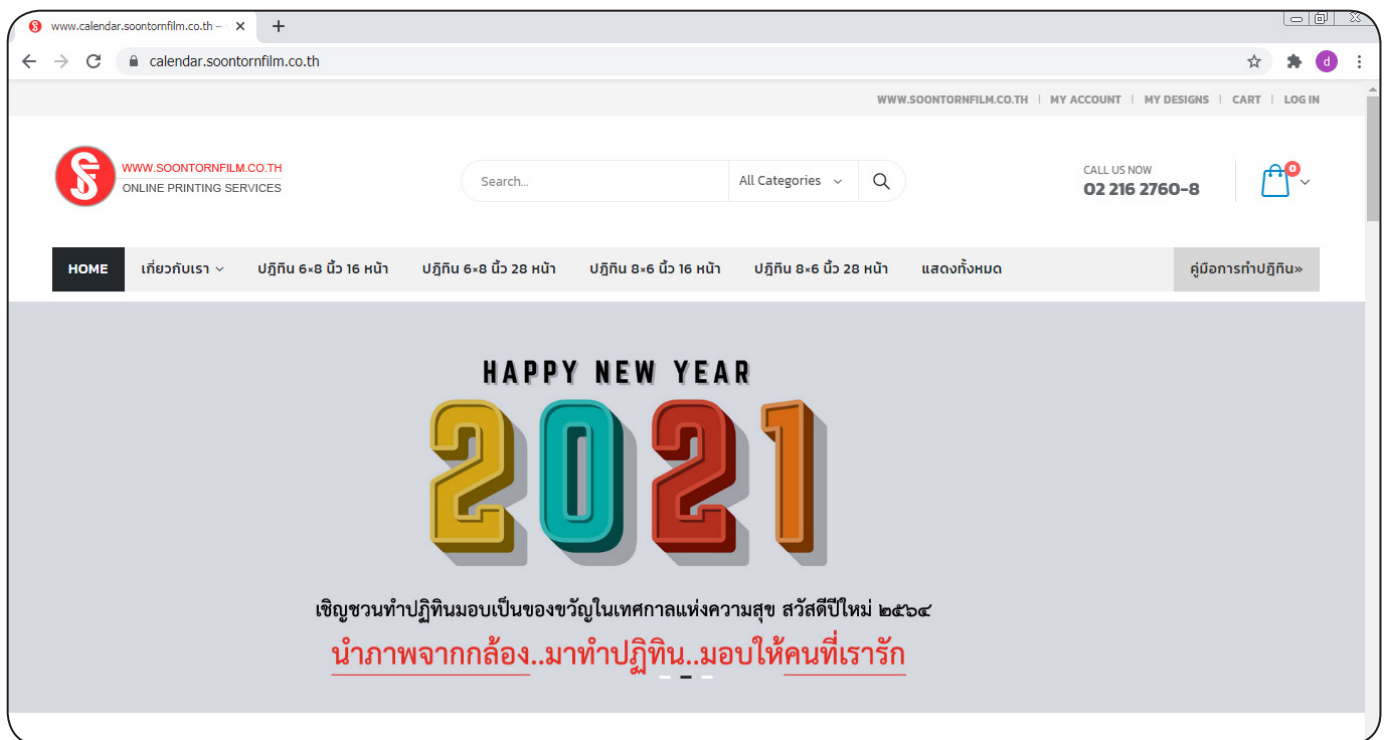 www.calendar.soontornfilm.co.th –
calendar.soontornfilm.co.th
d
WWW.SOONTORNFILM.CO.TH | MY ACCOUNT | MY DESIGNS | CART | LOG IN
WWW.SOONTORNFILM.CO.TH
ONLINE PRINTING SERVICES
Search...
All Categories
CALL US NOW
02 216 2760-8
0
HOME เกี่ยวกับเรา ปฎิทิน 6×8 นิ้ว 16 หน้า ปฎิทิน 6×8 นิ้ว 28 หน้า ปฎิทิน 8×6 นิ้ว 16 หน้า ปฎิทิน 8×6 นิ้ว 28 หน้า แสดงทั้งหมด คู่มือการทำปฎิทิน»
HAPPY NEW YEAR
2021
เชิญชวนทำปฏิทินมอบเป็นของขวัญในเทศกาลแห่งความสุข สวัสดีปีใหม่ ๒๕๖๔
นำภาพจากกล้อง..มาทำปฏิทิน..มอบให้คนที่เรารัก